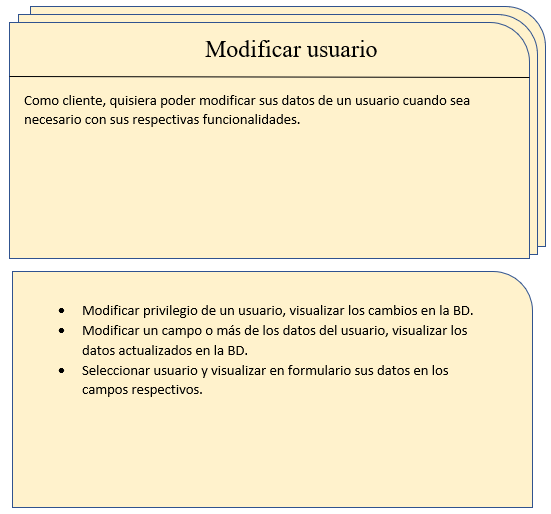 Modificar usuario
Como cliente, quisiera poder modificar sus datos de un usuario cuando sea
necesario con sus respectivas funcionalidades.
• Modificar privilegio de un usuario, visualizar los cambios en la BD.
• Modificar un campo o más de los datos del usuario, visualizar los
datos actualizados en la BD.
• Seleccionar usuario y visualizar en formulario sus datos en los
campos respectivos.